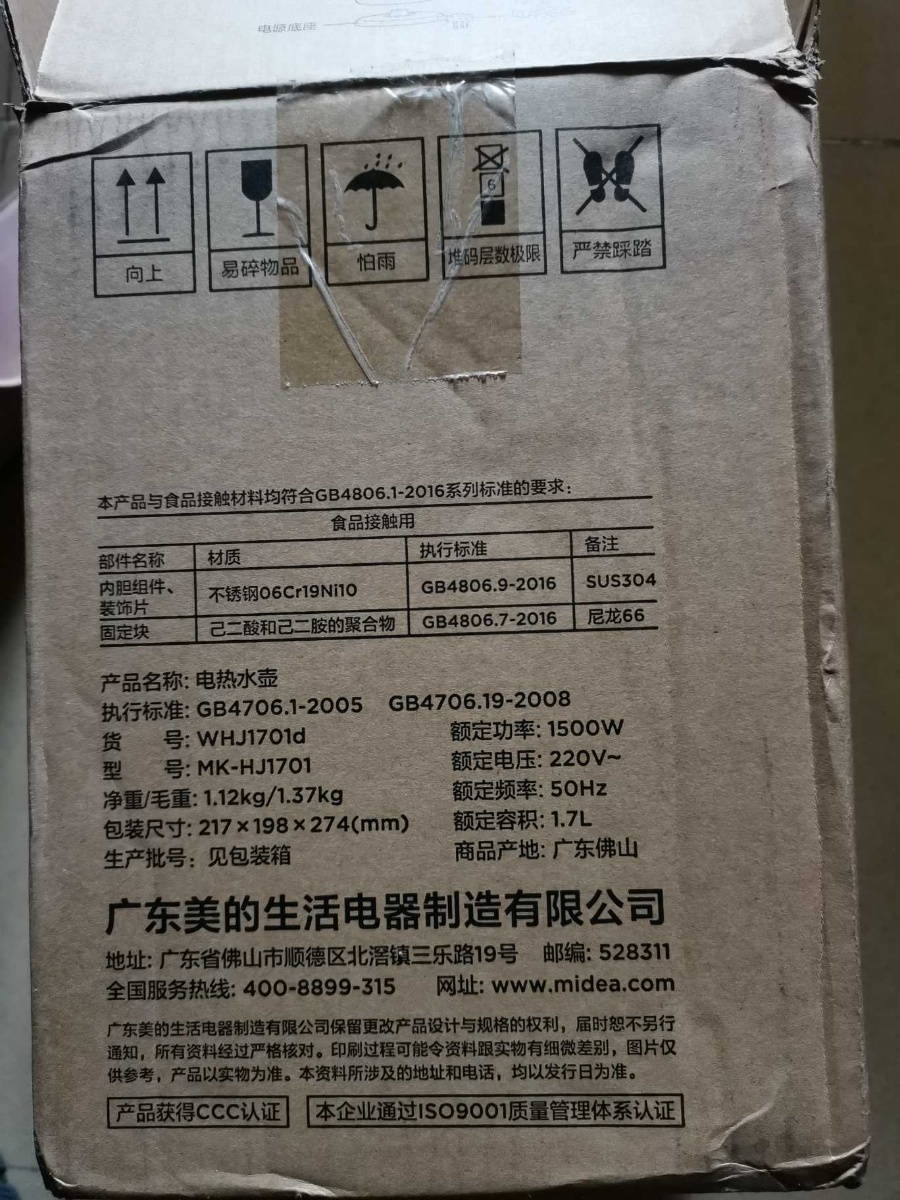 电源底座
6
向上 易碎物品 怕雨 堆码层数极限 严禁踩踏
本产品与食品接触材料均符合GB4806.1-2016系列标准的要求:
食品接触用
部件名称 材质 执行标准 备注
内胆组件、装饰片 不锈钢06Cr19Ni10 GB4806.9-2016 SUS304
固定块 己二酸和己二胺的聚合物 GB4806.7-2016 尼龙66
产品名称: 电热水壶
执行标准: GB4706.1-2005 GB4706.19-2008
货 号: WHJ1701d 额定功率: 1500W
型 号: MK-HJ1701 额定电压: 220V~
净重/毛重: 1.12kg/1.37kg 额定频率: 50Hz
包装尺寸: 217×198×274(mm) 额定容积: 1.7L
生产批号: 见包装箱 商品产地: 广东佛山
广东美的生活电器制造有限公司
地址: 广东省佛山市顺德区北滘镇三乐路19号 邮编: 528311
全国服务热线: 400-8899-315 网址: www.midea.com
广东美的生活电器制造有限公司保留更改产品设计与规格的权利，届时恕不另行
通知，所有资料经过严格核对。印刷过程可能令资料跟实物有细微差别，图片仅
供参考，产品以实物为准。本资料所涉及的地址和电话，均以发行日为准。
产品获得CCC认证 本企业通过ISO9001质量管理体系认证